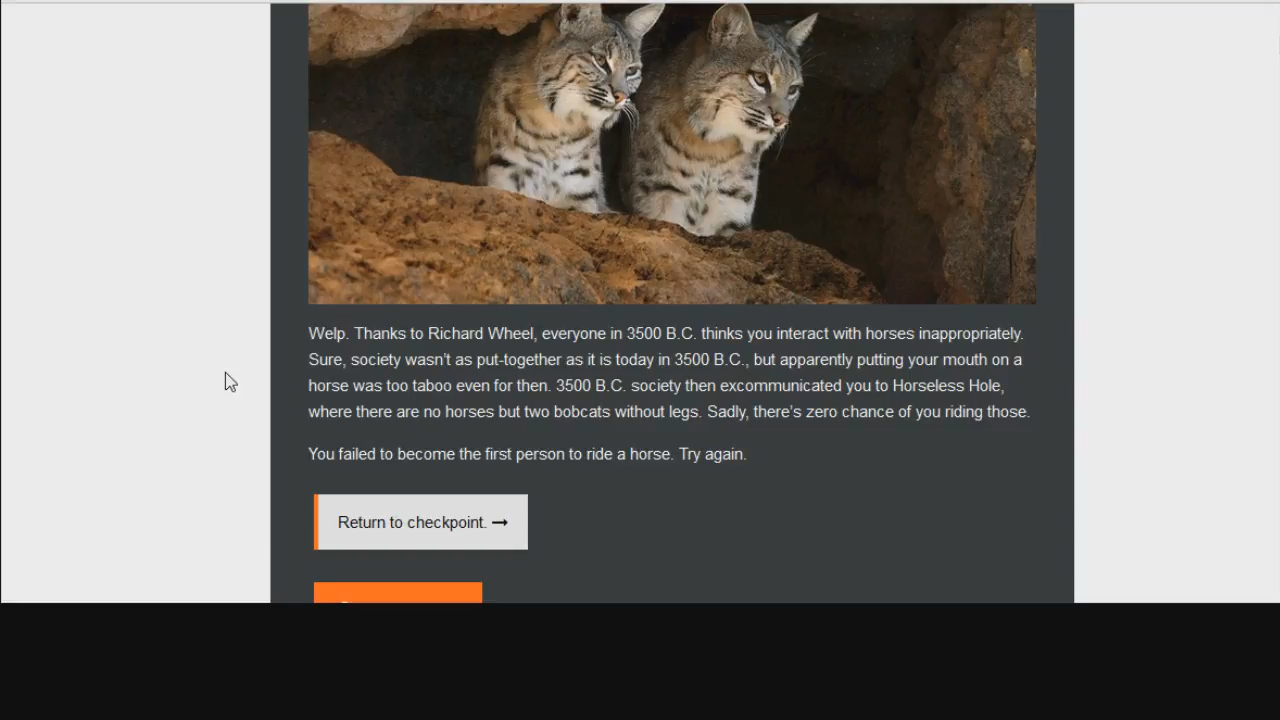 Welp. Thanks to Richard Wheel, everyone in 3500 B.C. thinks you interact with horses inappropriately.
Sure, society wasn't as put-together as it is today in 3500 B.C., but apparently putting your mouth on a
horse was too taboo even for then. 3500 B.C. society then excommunicated you to Horseless Hole,
where there are no horses but two bobcats without legs. Sadly, there's zero chance of you riding those.
You failed to become the first person to ride a horse. Try again.
Return to checkpoint. →